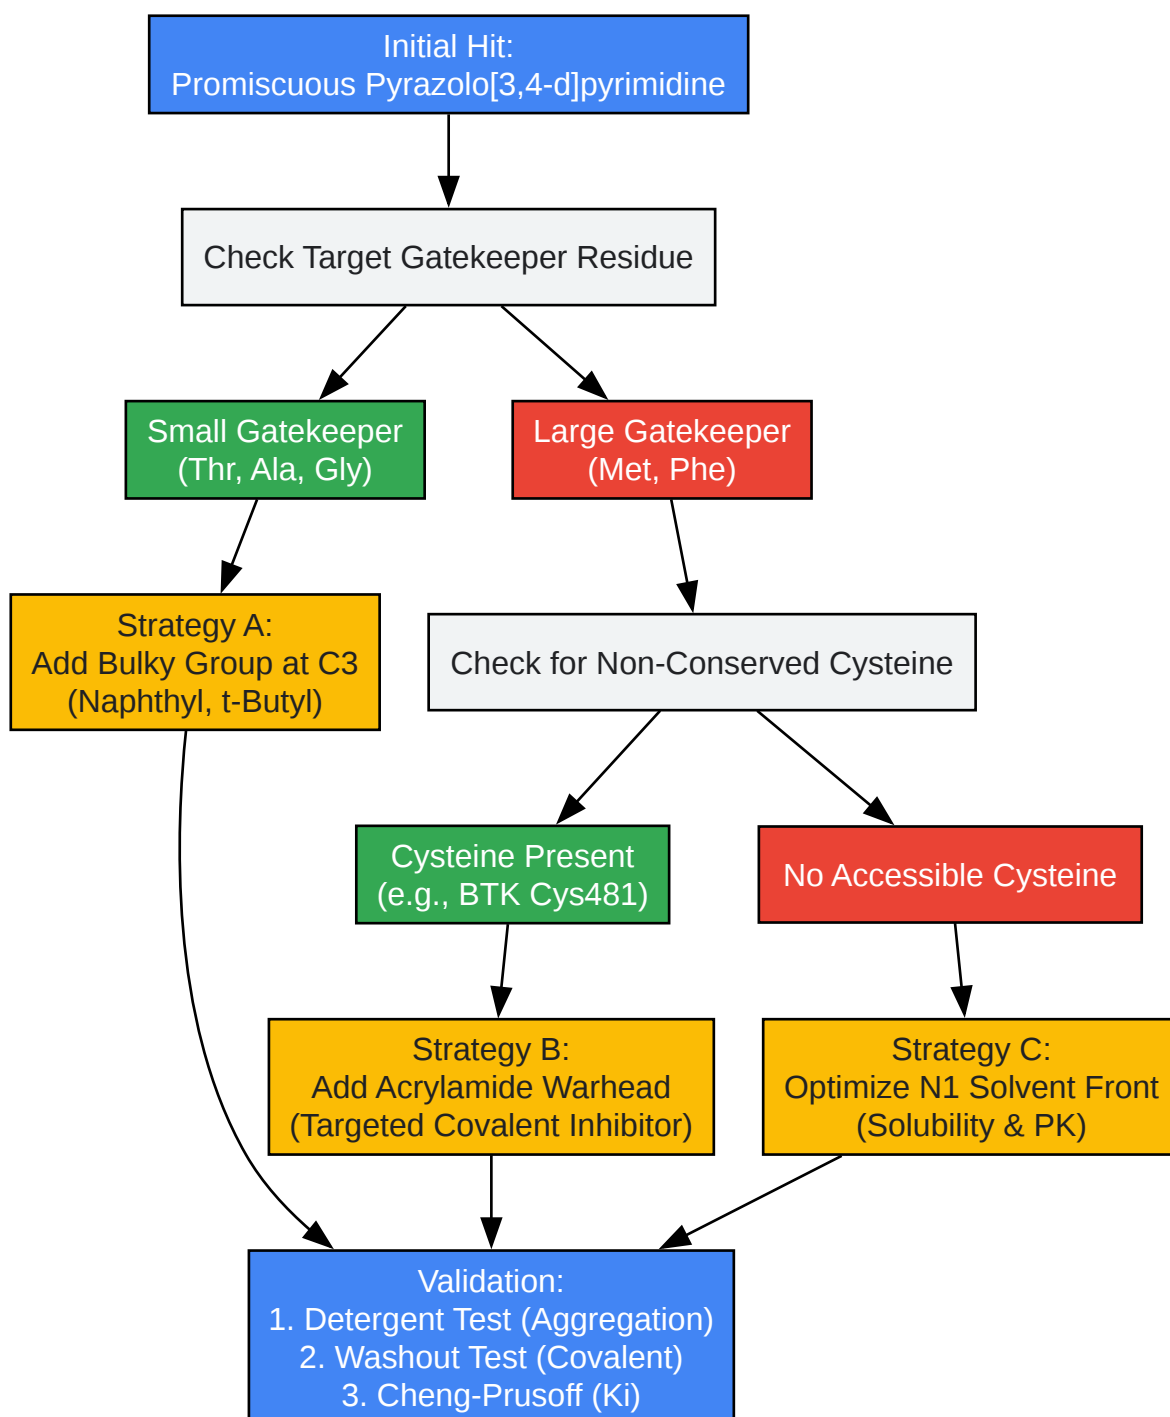 Initial Hit:
Promiscuous Pyrazolo[3,4-d]pyrimidine
Check Target Gatekeeper Residue
Small Gatekeeper
(Thr, Ala, Gly)
Large Gatekeeper
(Met, Phe)
Strategy A:
Add Bulky Group at C3
(Naphthyl, t-Butyl)
Check for Non-Conserved Cysteine
Cysteine Present
(e.g., BTK Cys481)
No Accessible Cysteine
Strategy B:
Add Acrylamide Warhead
(Targeted Covalent Inhibitor)
Strategy C:
Optimize N1 Solvent Front
(Solubility & PK)
Validation:
1. Detergent Test (Aggregation)
2. Washout Test (Covalent)
3. Cheng-Prusoff (Ki)